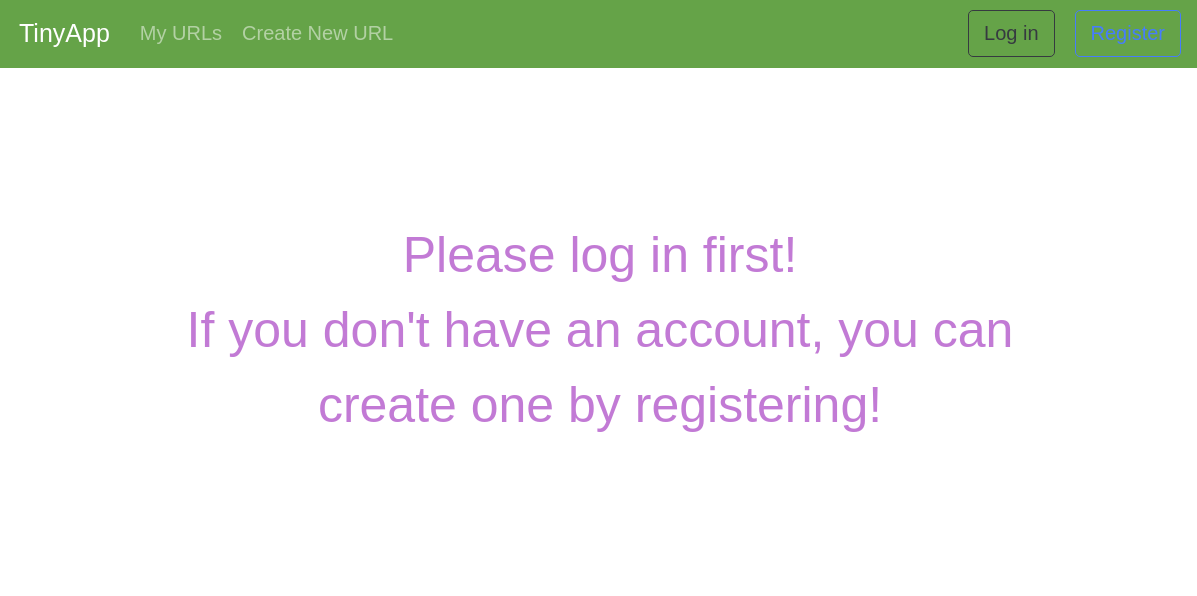 TinyApp My URLs Create New URL Log in Register
Please log in first!
If you don't have an account, you can
create one by registering!